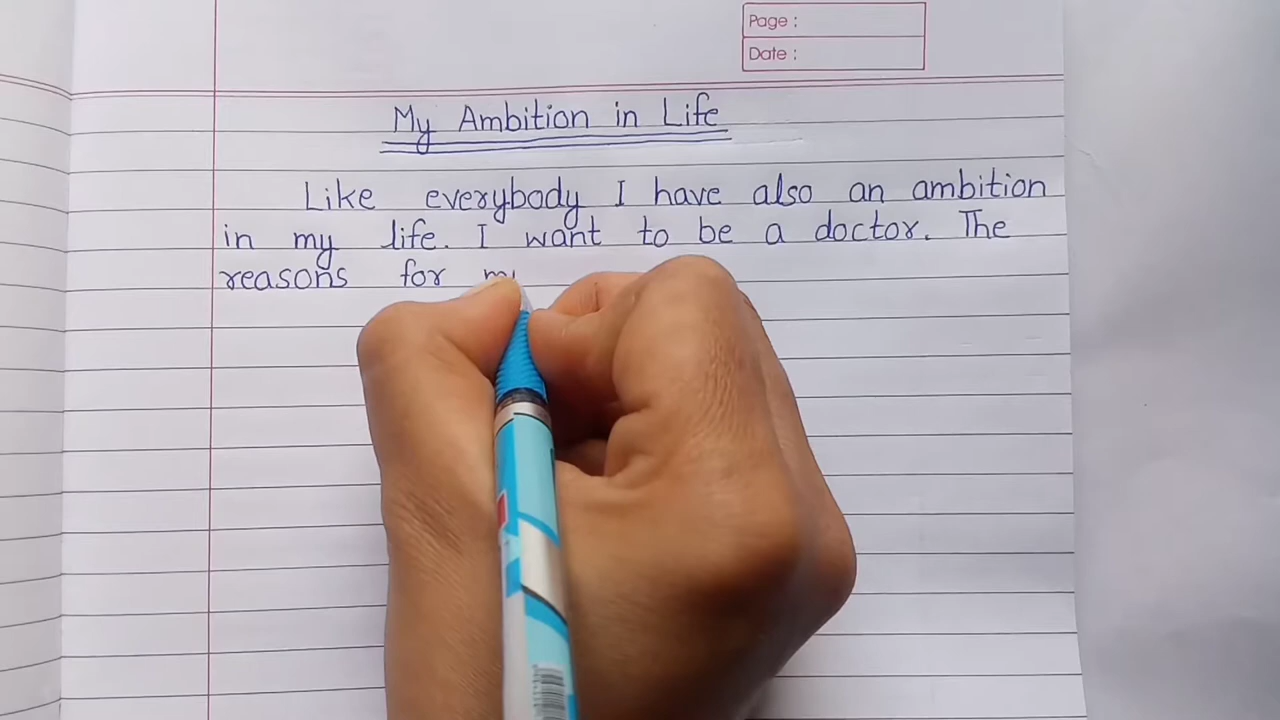 Page :
Date :
My Ambition in Life
Like everybody I have also an ambition
in my life. I want to be a doctor. The
reasons for my